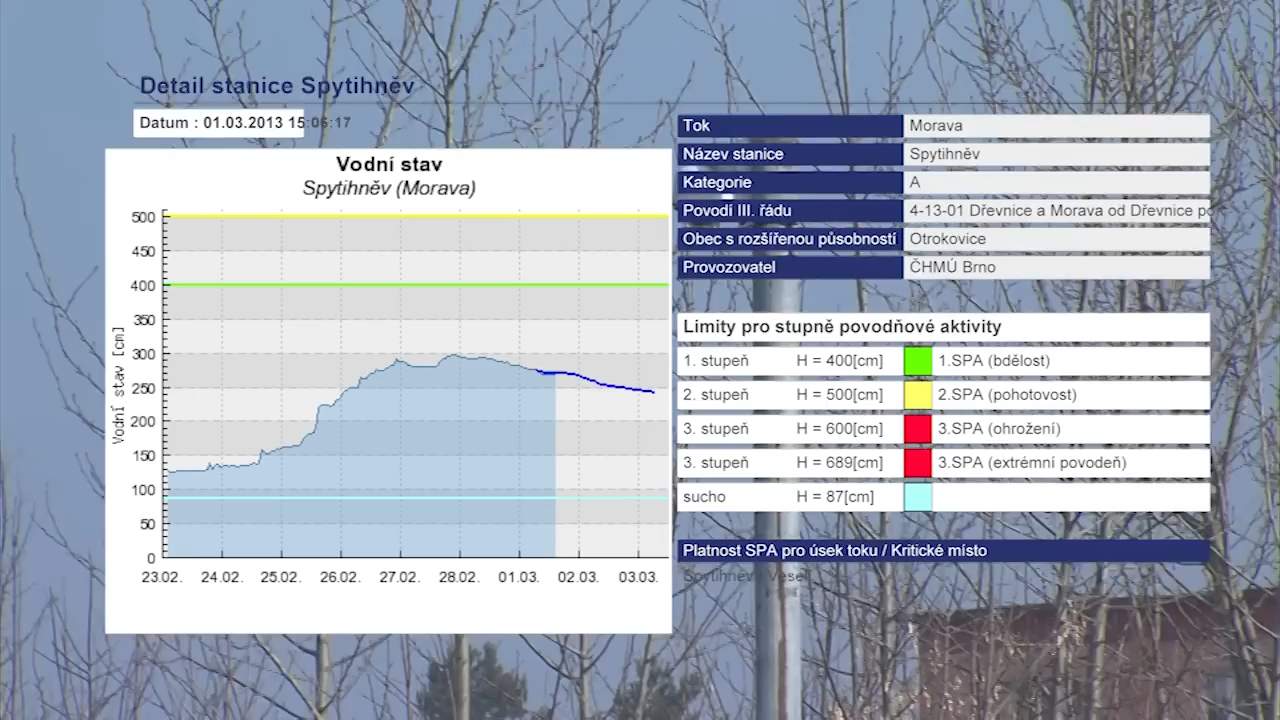 Detail stanice Spytihněv
Datum : 01.03.2013 15:06:17
Vodní stav
Spytihněv (Morava)
Vodní stav [cm]
500
450
400
350
300
250
200
150
100
50
0
23.02. 24.02. 25.02. 26.02. 27.02. 28.02. 01.03. 02.03. 03.03.
Tok Morava
Název stanice Spytihněv
Kategorie A
Povodí III. řádu 4-13-01 Dřevnice a Morava od Dřevnice po
Obec s rozšířenou působností Otrokovice
Provozovatel ČHMÚ Brno
Limity pro stupně povodňové aktivity
1. stupeň H = 400[cm] 1.SPA (bdělost)
2. stupeň H = 500[cm] 2.SPA (pohotovost)
3. stupeň H = 600[cm] 3.SPA (ohrožení)
3. stupeň H = 689[cm] 3.SPA (extrémní povodeň)
sucho H = 87[cm]
Platnost SPA pro úsek toku / Kritické místo
Spytihněv / Veselí